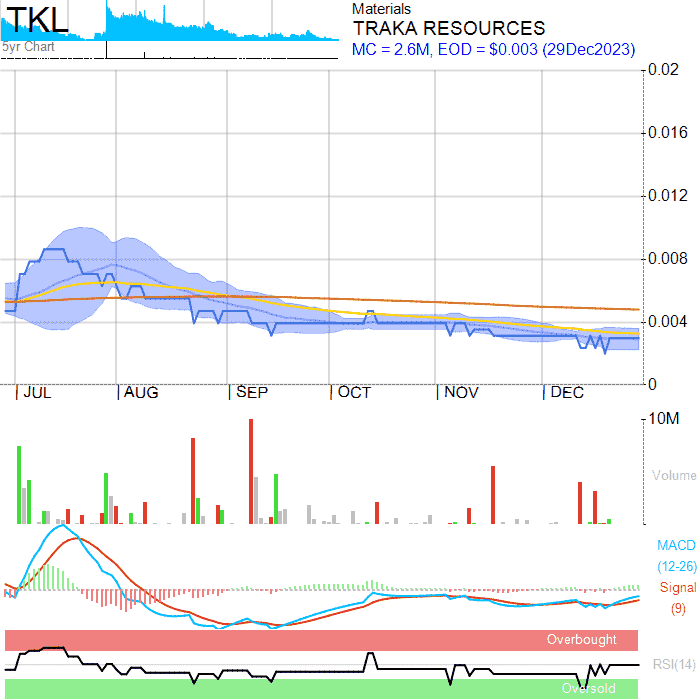 TKL
5yr Chart
Materials
TRAKA RESOURCES
MC = 2.6M, EOD = $0.003 (29Dec2023)
0.02
0.016
0.012
0.008
0.004
0
JUL AUG SEP OCT NOV DEC
10M
Volume
MACD
(12-26)
Signal
(9)
Overbought
RSI(14)
Oversold